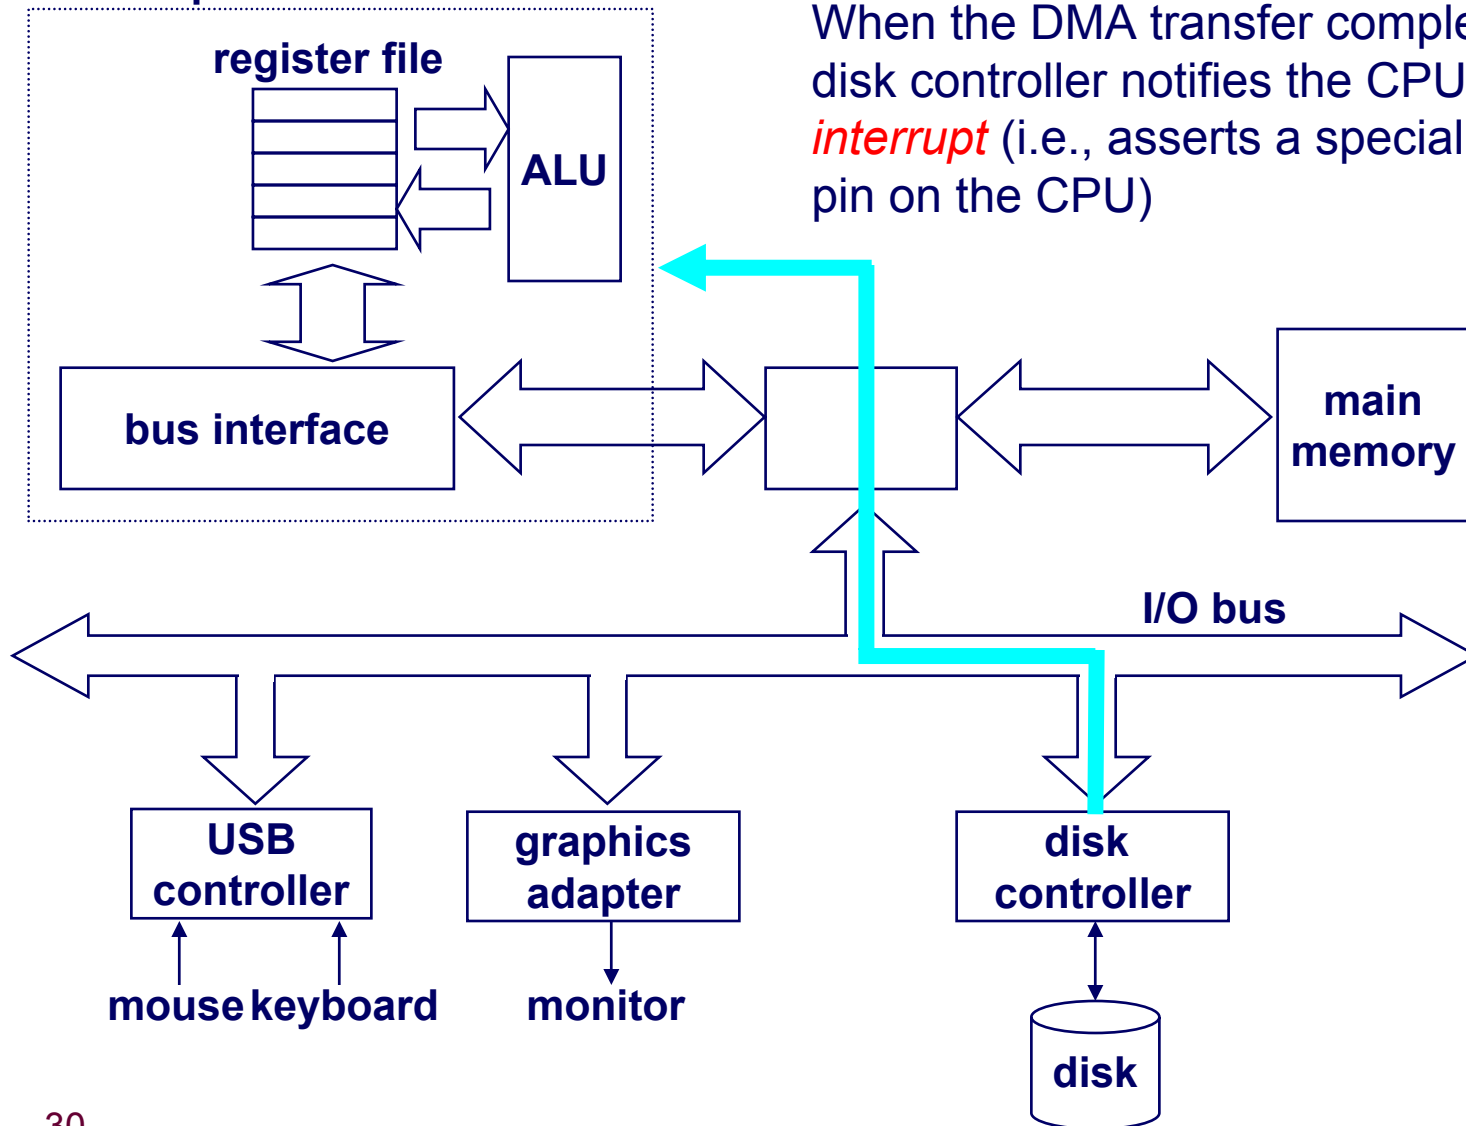 register file
ALU
When the DMA transfer
disk controller notifies the CPU
interrupt (i.e., asserts a special
pin on the CPU)
bus interface
main
memory
I/O bus
USB
controller
graphics
adapter
disk
controller
mouse keyboard
monitor
disk
30